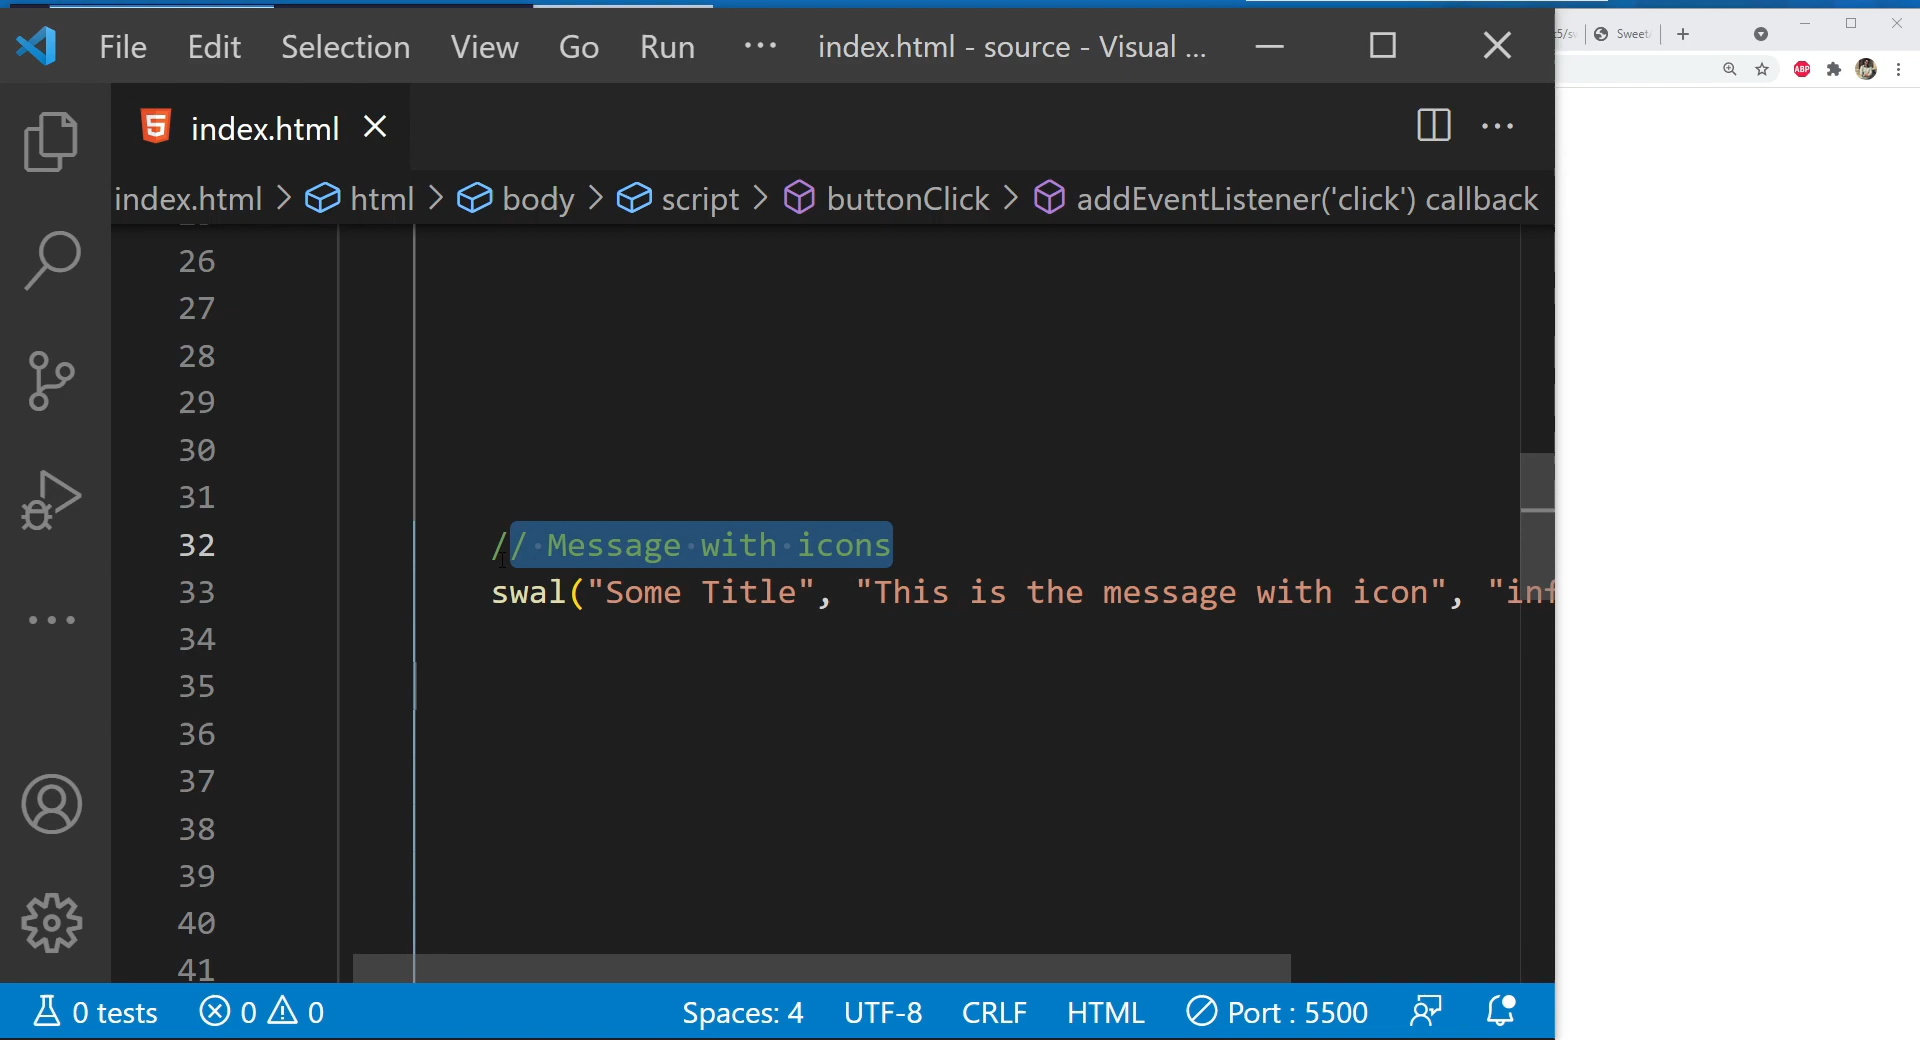 File Edit Selection View Go Run ··· index.html - source - Visual ...
Sweet
ABP
index.html
index.html > html > body > script > buttonClick > addEventListener('click') callback
26
27
28
29
30
31
32 // Message with icons
33 swal("Some Title", "This is the message with icon", "inf
34
35
36
37
38
39
40
41
0 tests 0 0 Spaces: 4 UTF-8 CRLF HTML Port : 5500